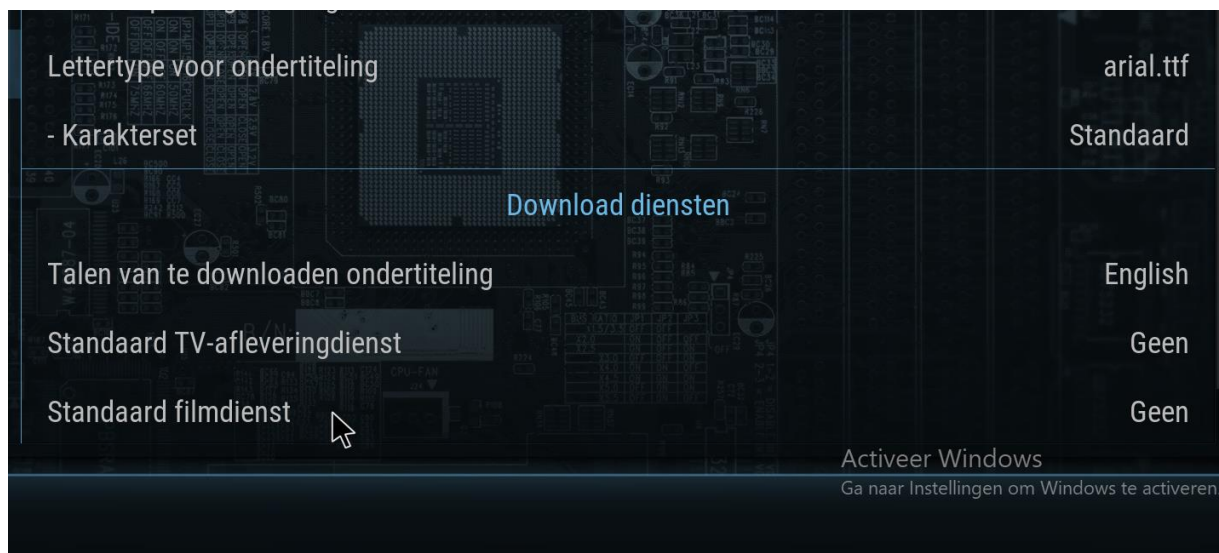 Lettertype voor ondertiteling arial.ttf
- Karakterset Standaard
Download diensten
Talen van te downloaden ondertiteling English
Standaard TV-afleveringdienst Geen
Standaard filmdienst Geen
Activeer Windows
Ga naar Instellingen om Windows te activeren